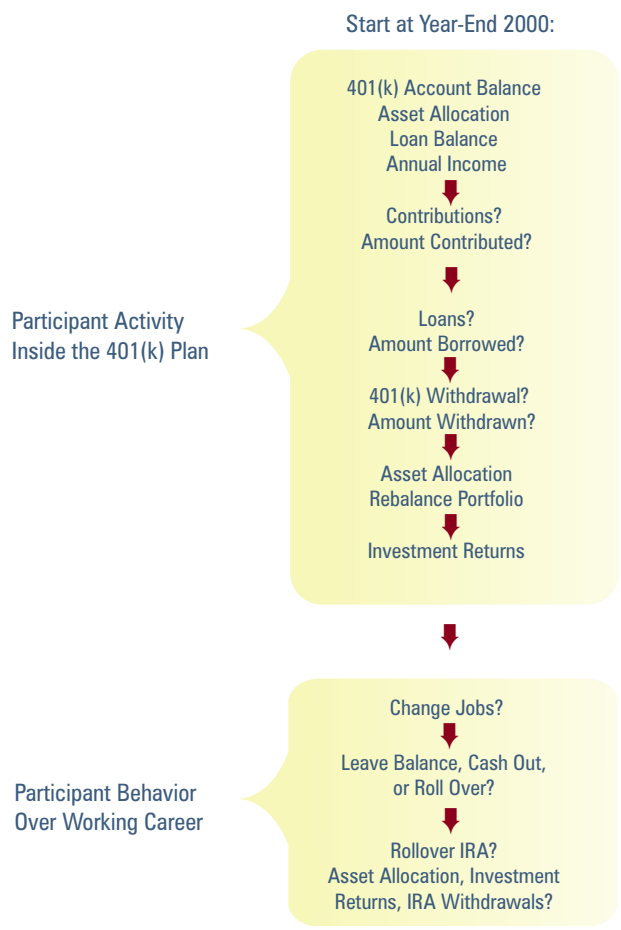 Start at Year-End 2000:
401(k) Account Balance
Asset Allocation
Loan Balance
Annual Income
Contributions?
Amount Contributed?
Participant Activity
Inside the 401(k) Plan
Loans?
Amount Borrowed?
401(k) Withdrawal?
Amount Withdrawn?
Asset Allocation
Rebalance Portfolio
Investment Returns
Change Jobs?
Leave Balance, Cash Out,
or Roll Over?
Participant Behavior
Over Working Career
Rollover IRA?
Asset Allocation, Investment
Returns, IRA Withdrawals?